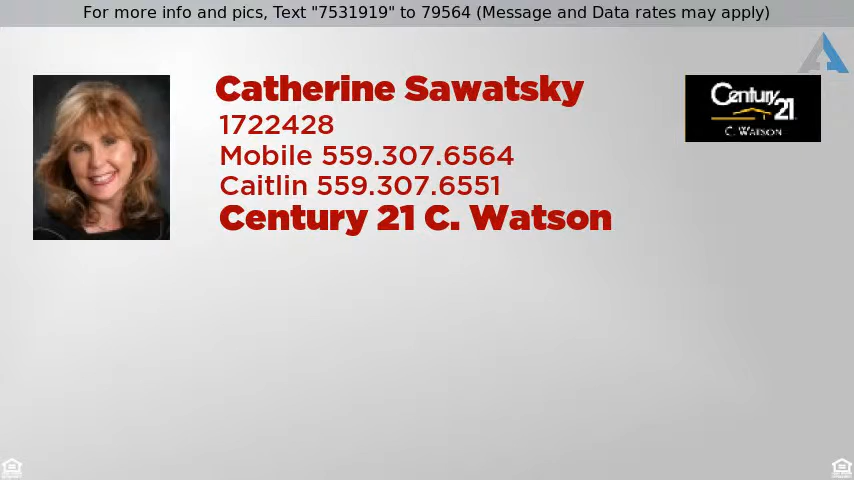 For more info and pics, Text "7531919" to 79564 (Message and Data rates may apply)
Catherine Sawatsky
1722428
Mobile 559.307.6564
Caitlin 559.307.6551
Century 21 C. Watson
Century 21
C. WATSON